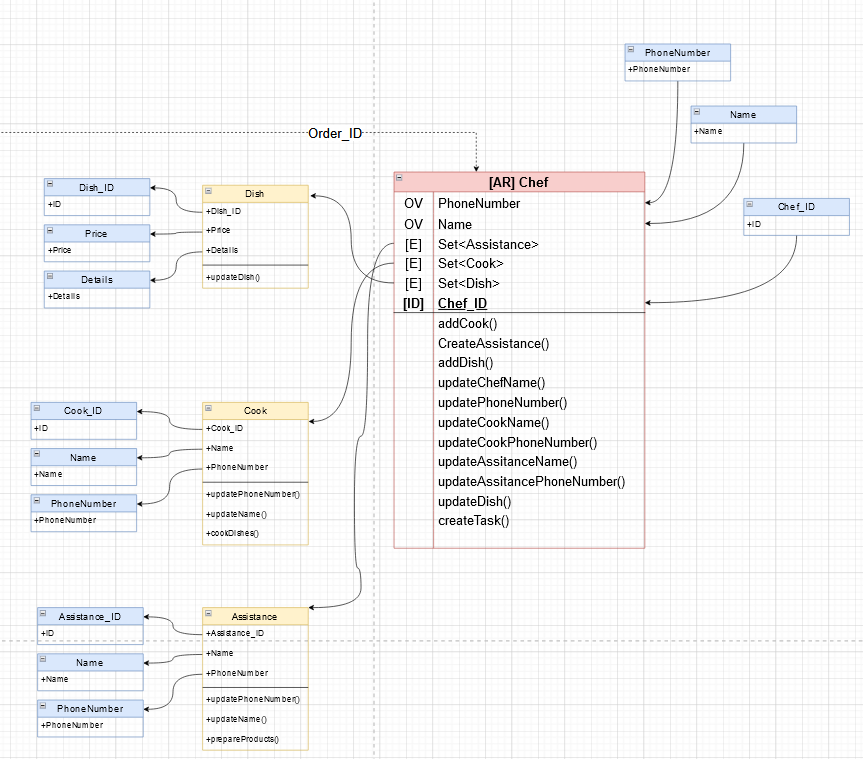 PhoneNumber
+PhoneNumber
Name
+Name
Order_ID
Chef_ID
+ID
[AR] Chef
OV PhoneNumber
OV Name
[E] Set<Assistance>
[E] Set<Cook>
[E] Set<Dish>
[ID] Chef_ID
addCook()
CreateAssistance()
addDish()
updateChefName()
updatePhoneNumber()
updateCookName()
updateCookPhoneNumber()
updateAssitanceName()
updateAssitancePhoneNumber()
updateDish()
createTask()
Dish_ID
+ID
Price
+Price
Details
+Details
Dish
+Dish_ID
+Price
+Details
+updateDish()
Cook_ID
+ID
Name
+Name
PhoneNumber
+PhoneNumber
Cook
+Cook_ID
+Name
+PhoneNumber
+updatePhoneNumber()
+updateName()
+cookDishes()
Assistance_ID
+ID
Name
+Name
PhoneNumber
+PhoneNumber
Assistance
+Assistance_ID
+Name
+PhoneNumber
+updatePhoneNumber()
+updateName()
+prepareProducts()